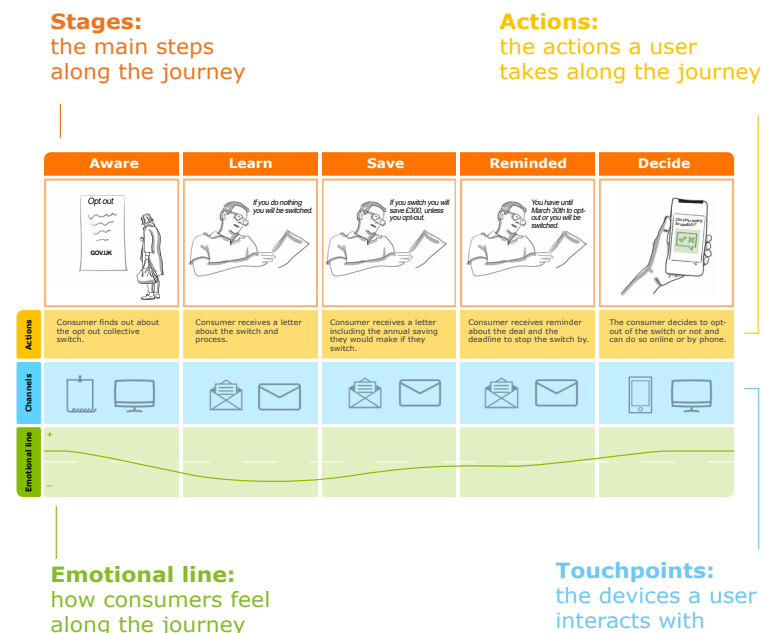 Stages:
the main steps
along the journey
Actions:
the actions a user
takes along the journey
Aware
Learn
Save
Reminded
Decide
Opt out
GOV.UK
If you do nothing
you will be switched.
If you switch you will
save £300, unless
you opt-out.
You have until
March 30th to opt-
out or you will be
switched.
Do you want
to switch?
Actions
Consumer finds out about
the opt out collective
switch.
Consumer receives a letter
about the switch and
process.
Consumer receives a letter
including the annual saving
they would make if they
switch.
Consumer receives reminder
about the deal and the
deadline to stop the switch by.
The consumer decides to opt-
out of the switch or not and
can do so online or by phone.
Channels
Emotional line
+
–
Emotional line:
how consumers feel
along the journey
Touchpoints:
the devices a user
interacts with